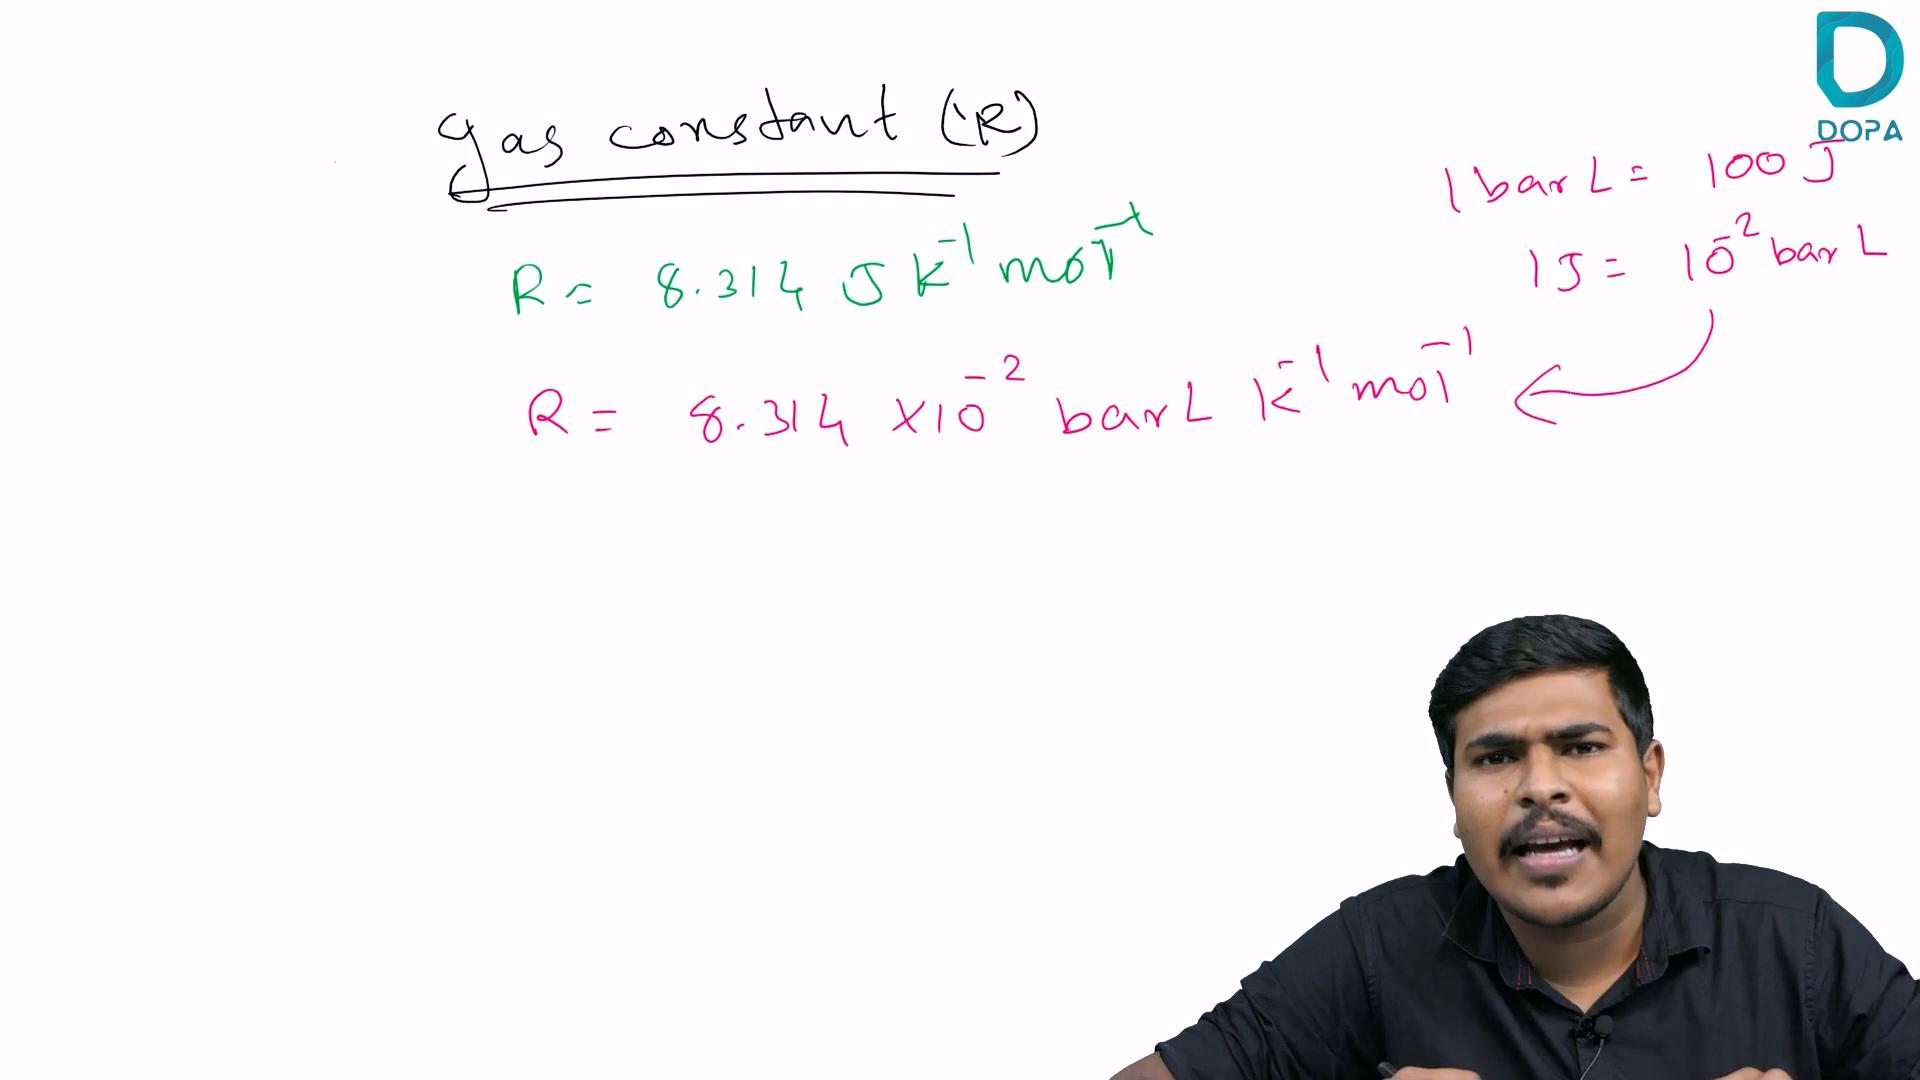 DOPA
gas constant ('R)
1 bar L = 100 J
R = 8.314 J K⁻¹ mol⁻¹
1 J = 10⁻² bar L
R = 8.314 × 10⁻² bar L K⁻¹ mol⁻¹